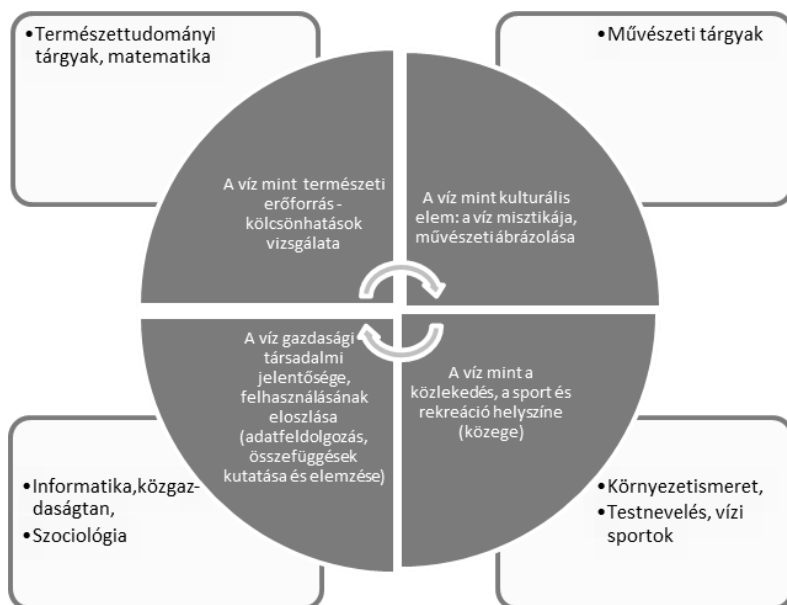 •Természettudományi
tárgyak, matematika
•Művészeti tárgyak
A víz mint természeti
erőforrás -
kölcsönhatások
vizsgálata
A víz mint kulturális
elem: a víz misztikája,
művészeti ábrázolása
A víz gazdasági
társadalmi
jelentősége,
felhasználásának
eloszlása
(adatfeldolgozás,
összefüggések
kutatása és elemzése)
A víz mint a
közlekedés, a sport és
rekreáció helyszíne
(közege)
•Informatika,közgaz-
daságtan,
•Szociológia
•Környezetismeret,
•Testnevelés, vízi
sportok